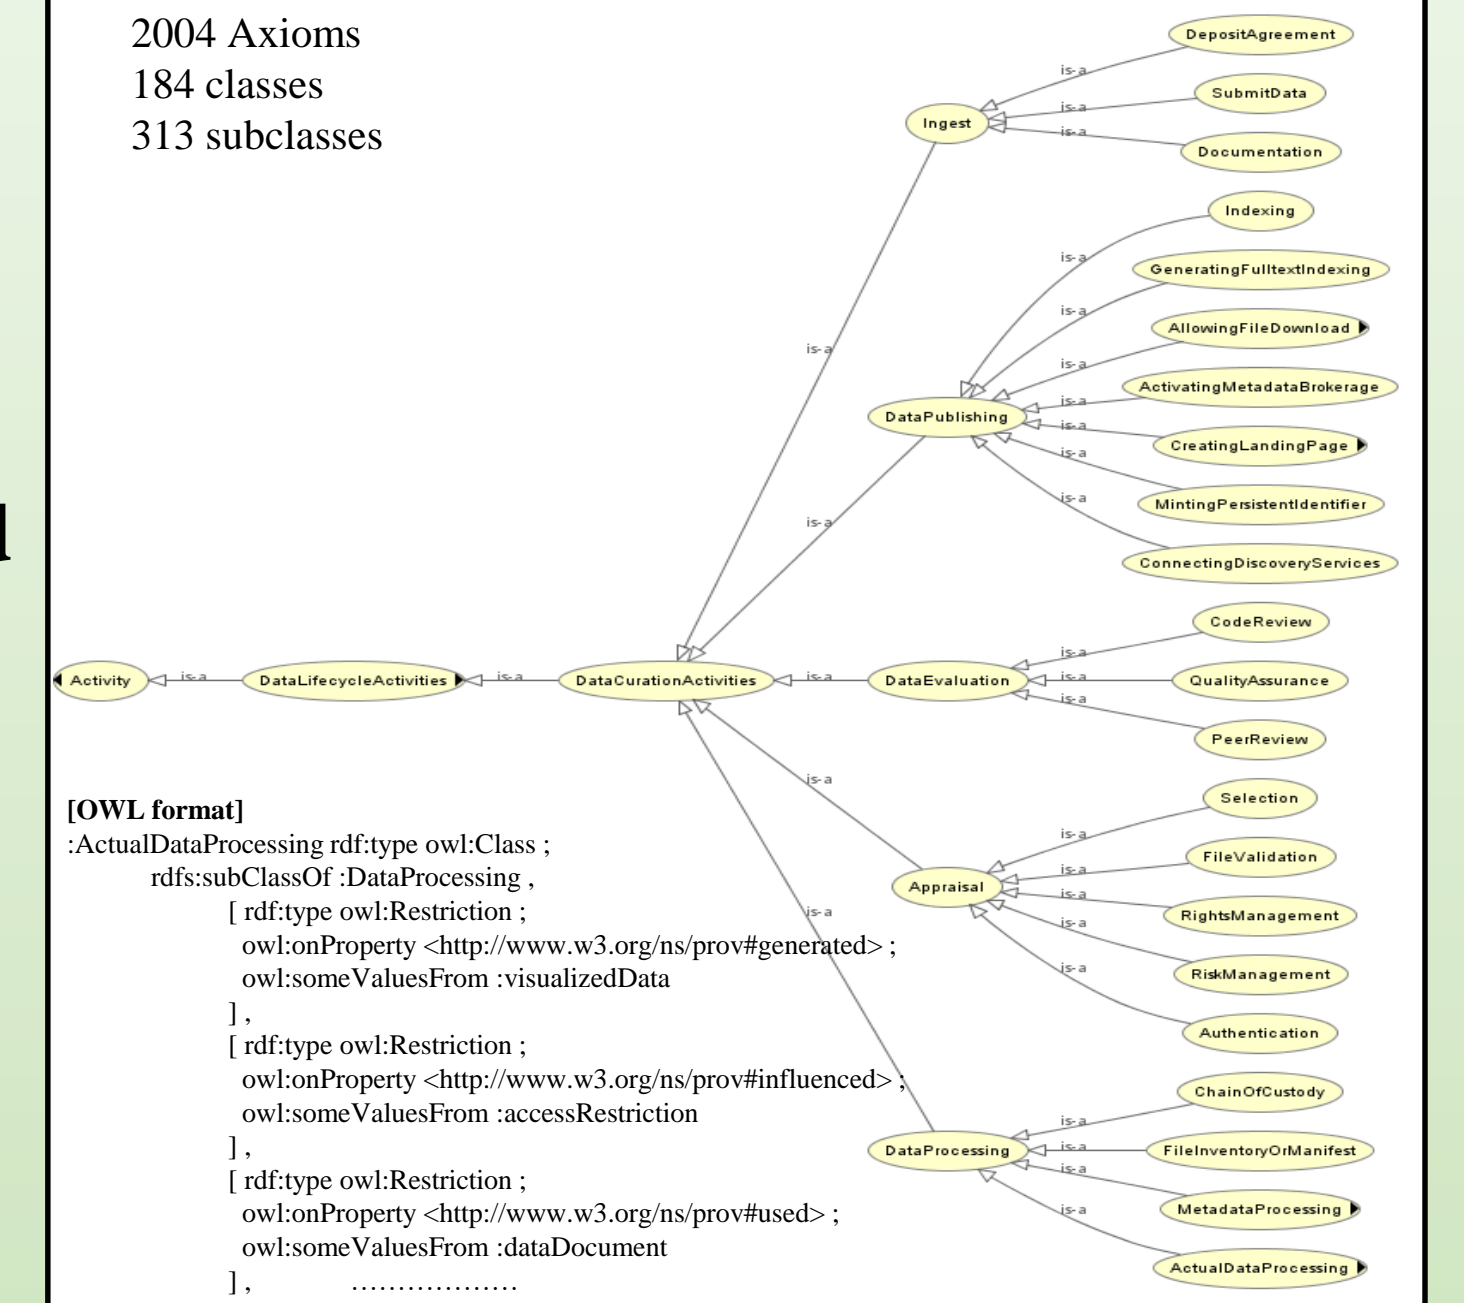 2004 Axioms
184 classes
313 subclasses
DepositAgreement
is-a
SubmitData
is-a
Ingest
is-a
Documentation
Indexing
is-a
GeneratingFulltextIndexing
is-a
AllowingFileDownload
is-a
is-a
ActivatingMetadataBrokerage
is-a
DataPublishing
is-a
CreatingLandingPage
is-a
MintingPersistentIdentifier
is-a
is-a
ConnectingDiscoveryServices
CodeReview
is-a
Activity
is-a
DataLifecycleActivities
is-a
DataCurationActivities
is-a
DataEvaluation
is-a
QualityAssurance
is-a
PeerReview
is-a
Selection
is-a
FileValidation
is-a
Appraisal
is-a
RightsManagement
is-a
is-a
RiskManagement
is-a
Authentication
ChainOfCustody
is-a
DataProcessing
is-a
FileInventoryOrManifest
is-a
MetadataProcessing
is-a
ActualDataProcessing
[OWL format]
:ActualDataProcessing rdf:type owl:Class ;
rdfs:subClassOf :DataProcessing ,
[ rdf:type owl:Restriction ;
owl:onProperty <http://www.w3.org/ns/prov#generated> ;
owl:someValuesFrom :visualizedData
] ,
[ rdf:type owl:Restriction ;
owl:onProperty <http://www.w3.org/ns/prov#influenced> ;
owl:someValuesFrom :accessRestriction
] ,
[ rdf:type owl:Restriction ;
owl:onProperty <http://www.w3.org/ns/prov#used> ;
owl:someValuesFrom :dataDocument
] , ………………